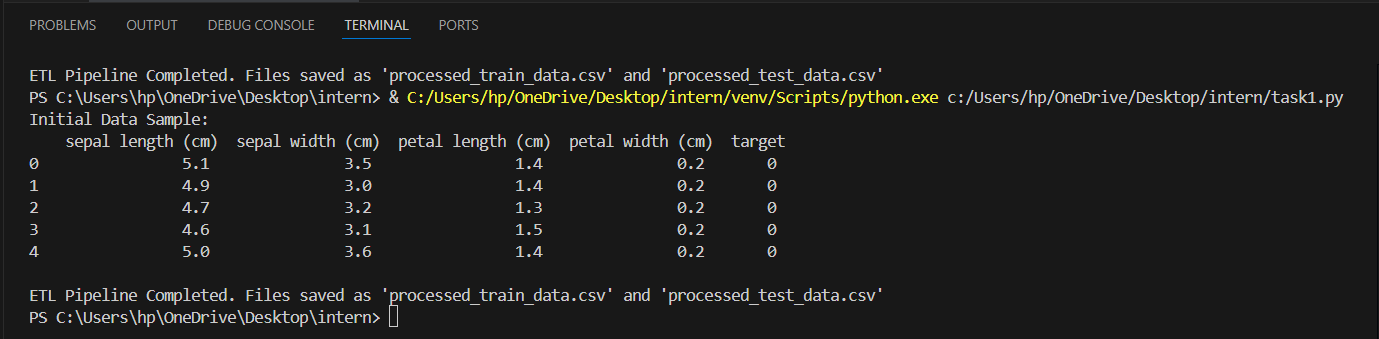 PROBLEMS OUTPUT DEBUG CONSOLE TERMINAL PORTS
ETL Pipeline Completed. Files saved as 'processed_train_data.csv' and 'processed_test_data.csv'
PS C:\Users\hp\OneDrive\Desktop\intern> & C:/Users/hp/OneDrive/Desktop/intern/venv/Scripts/python.exe c:/Users/hp/OneDrive/Desktop/intern/task1.py
Initial Data Sample:
   sepal length (cm)  sepal width (cm)  petal length (cm)  petal width (cm)  target
0                5.1               3.5                1.4               0.2       0
1                4.9               3.0                1.4               0.2       0
2                4.7               3.2                1.3               0.2       0
3                4.6               3.1                1.5               0.2       0
4                5.0               3.6                1.4               0.2       0
ETL Pipeline Completed. Files saved as 'processed_train_data.csv' and 'processed_test_data.csv'
PS C:\Users\hp\OneDrive\Desktop\intern>